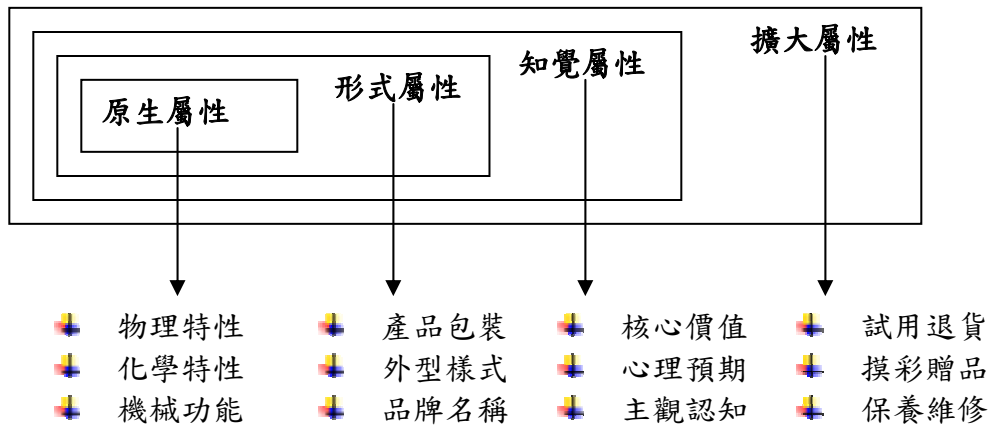 擴大屬性
知覺屬性
形式屬性
原生屬性
物理特性 產品包裝 核心價值 試用退貨
化學特性 外型樣式 心理預期 摸彩贈品
機械功能 品牌名稱 主觀認知 保養維修